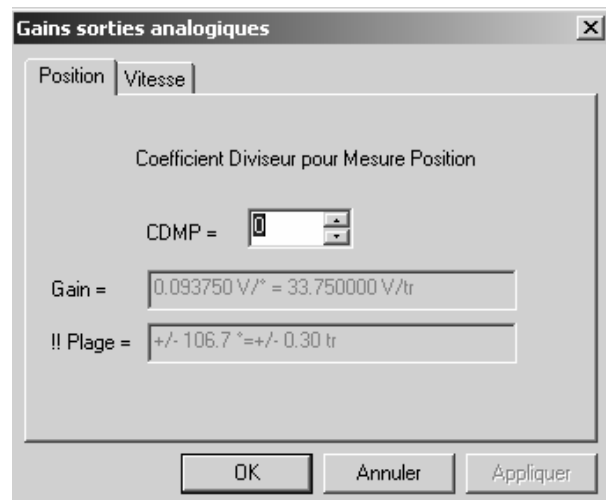 Gains sorties analogiques
Position Vitesse
Coefficient Diviseur pour Mesure Position
CDMP = 0
Gain = 0.093750 V/° = 33.750000 V/tr
!! Plage = +/- 106.7 °=+/- 0.30 tr
OK Annuler Appliquer